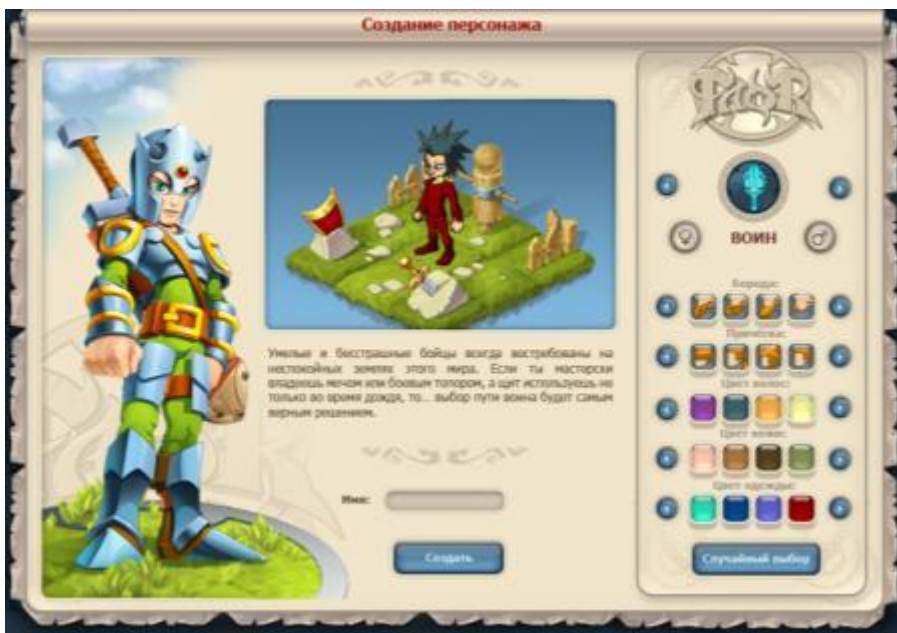 Создание персонажа
ВОИН
Борода:
Прическа:
Умелые и бесстрашные бойцы всегда востребованы на
неспокойных землях этого мира. Если ты мастерски
владеешь мечом или боевым топором, а щит используешь не
только во время дождя, то... выбор пути воина будет самым
верным решением.
Цвет волос:
Цвет кожи:
Цвет одежды:
Имя:
Создать
Случайный выбор